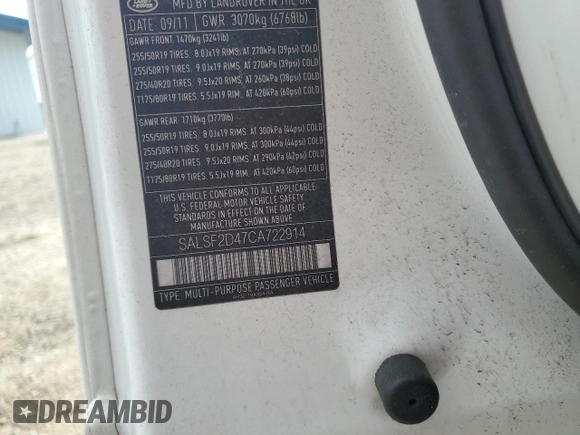 LAND ROVER
MFD BY LANDROVER IN THE UK
DATE: 09/11 GWR. 3070kg (6768lb)
GAWR FRONT: 1470kg (3241lb)
255/50R19 TIRES. 8.0Jx19 RIMS. AT 270kPa (39psi) COLD
255/50R19 TIRES. 9.0Jx19 RIMS. AT 270kPa (39psi) COLD
275/40R20 TIRES. 9.5Jx20 RIMS. AT 260kPa (38psi) COLD
T175/80R19 TIRES. 5.5Jx19 RIM. AT 420kPa (60psi) COLD
GAWR REAR: 1710kg (3770lb)
255/50R19 TIRES. 8.0Jx19 RIMS. AT 300kPa (44psi) COLD
255/50R19 TIRES. 9.0Jx19 RIMS. AT 300kPa (44psi) COLD
275/40R20 TIRES. 9.5Jx20 RIMS. AT 290kPa (42psi) COLD
T175/80R19 TIRES. 5.5Jx19 RIM. AT 420kPa (60psi) COLD
THIS VEHICLE CONFORMS TO ALL APPLICABLE
U.S. FEDERAL MOTOR VEHICLE SAFETY
STANDARDS IN EFFECT ON THE DATE OF
MANUFACTURE SHOWN ABOVE
SALSF2D47CA722914
TYPE: MULTI-PURPOSE PASSENGER VEHICLE
DREAMBID